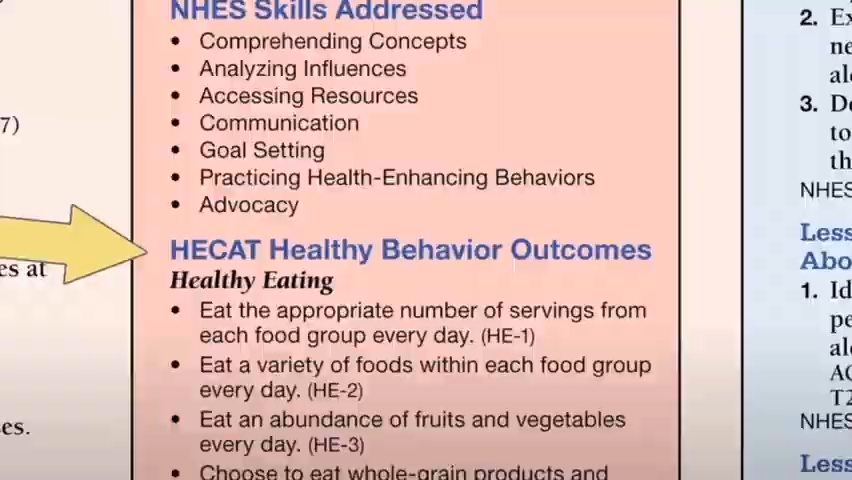 7)
es at
ses.
NHES Skills Addressed
• Comprehending Concepts
• Analyzing Influences
• Accessing Resources
• Communication
• Goal Setting
• Practicing Health-Enhancing Behaviors
• Advocacy
HECAT Healthy Behavior Outcomes
Healthy Eating
• Eat the appropriate number of servings from
each food group every day. (HE-1)
• Eat a variety of foods within each food group
every day. (HE-2)
• Eat an abundance of fruits and vegetables
every day. (HE-3)
• Choose to eat whole-grain products and
2. Ex
ne
alc
3. De
to
th
NHES
Less
Abo
1. Id
pe
alc
AC
T2
NHES
Less